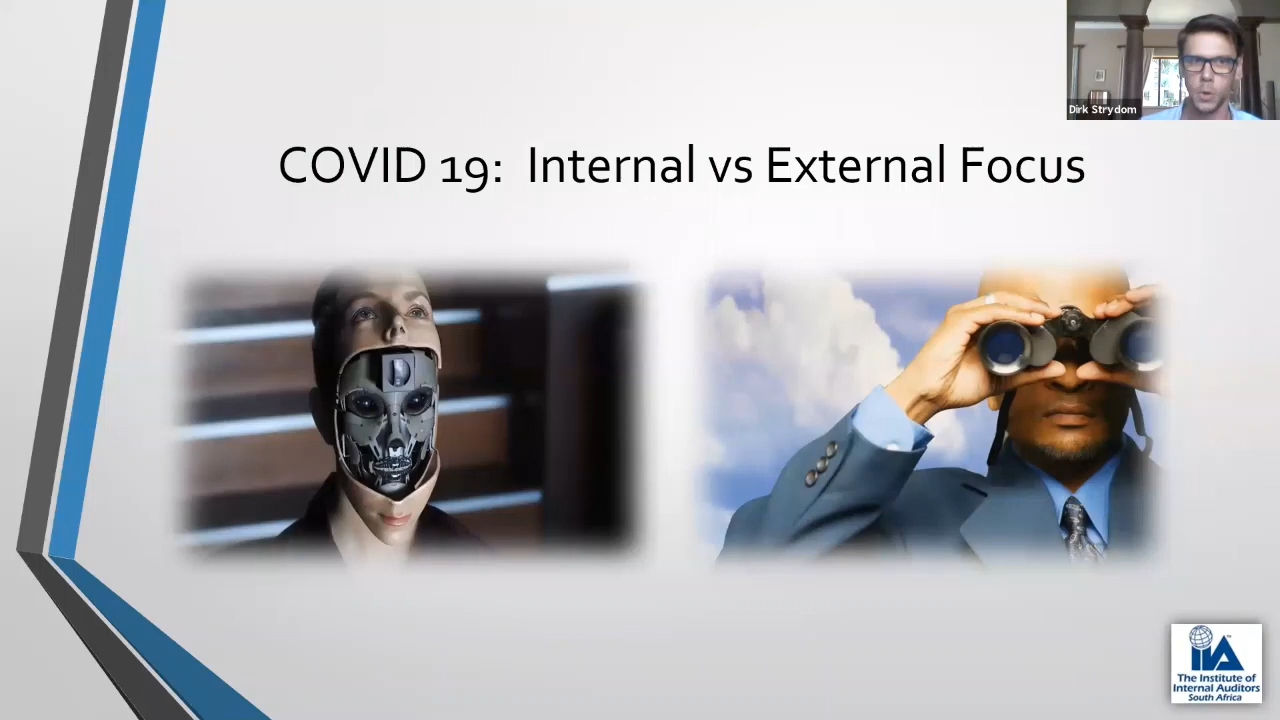 Dirk Strydom
COVID 19:  Internal vs External Focus
IIA
The Institute of
Internal Auditors
South Africa